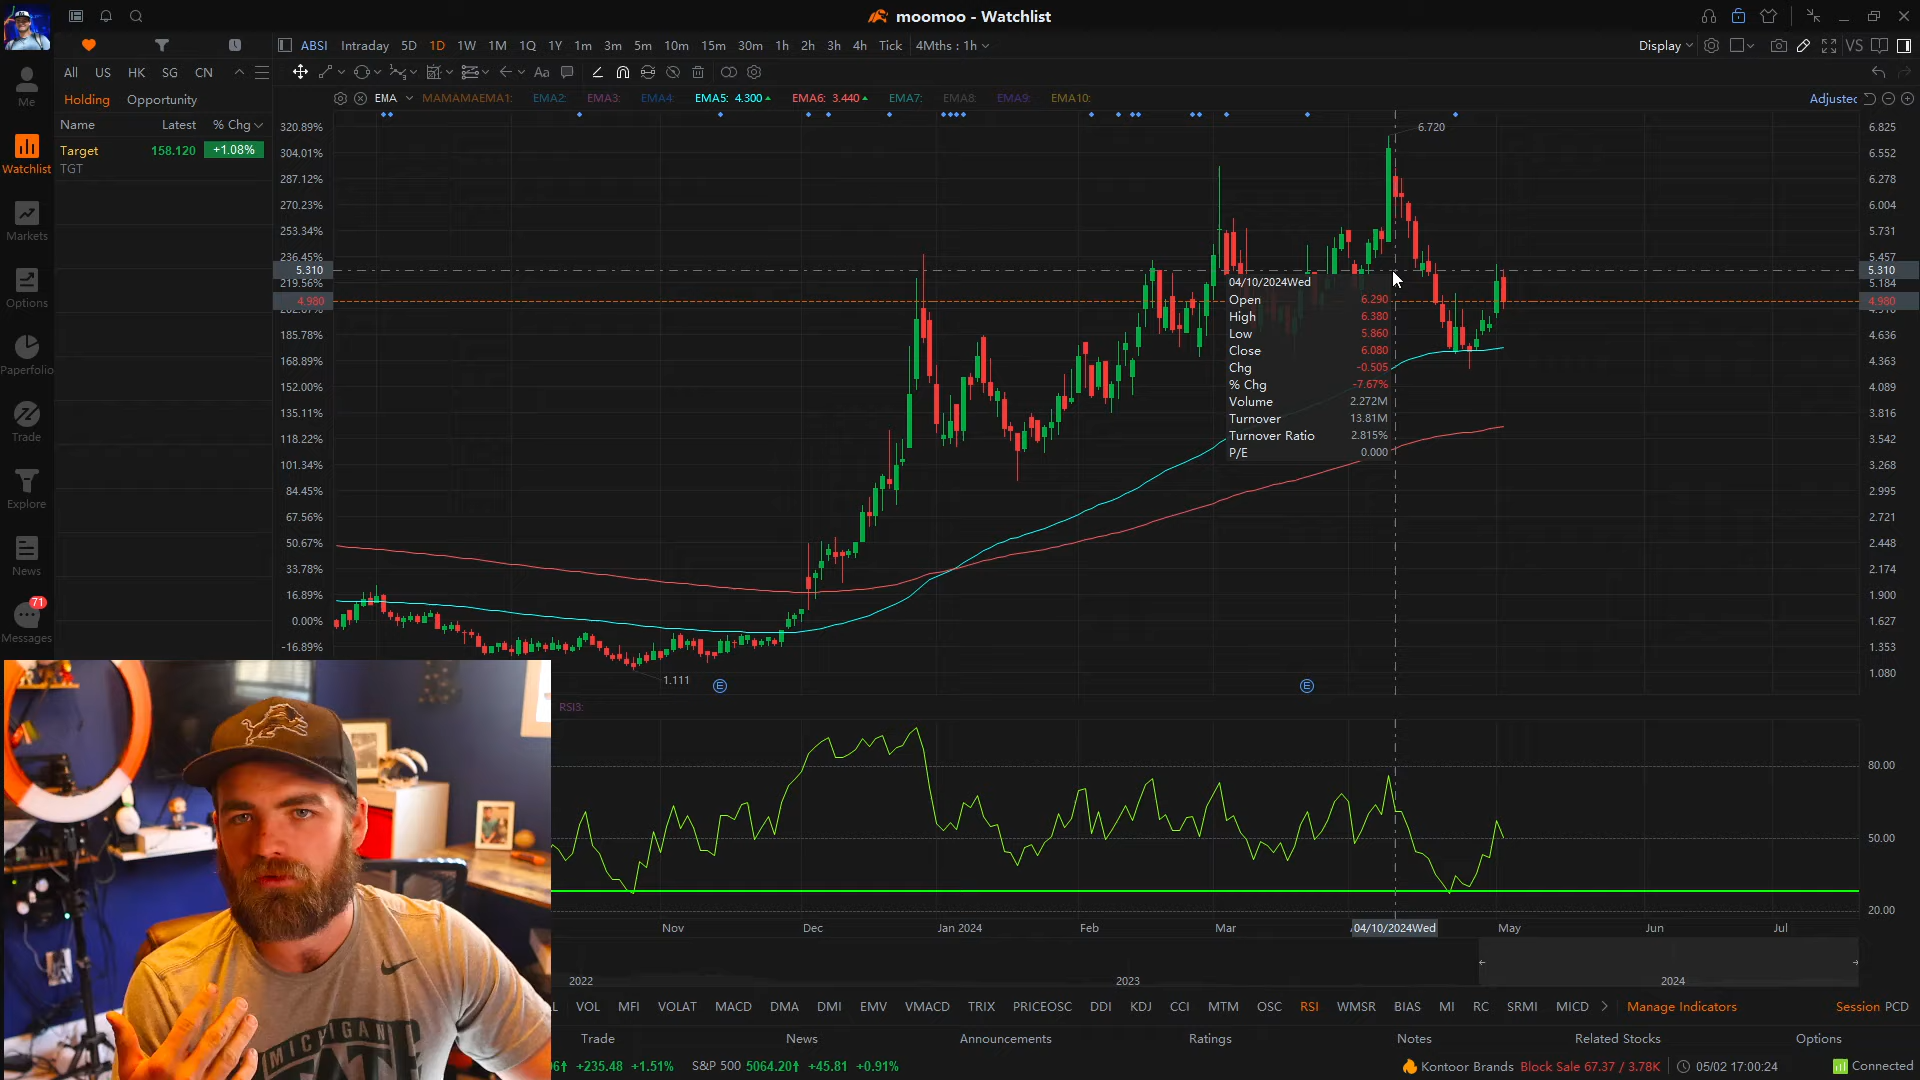 moomoo - Watchlist
ABSI Intraday 5D 1D 1W 1M 1Q 1Y 1m 3m 5m 10m 15m 30m 1h 2h 3h 4h Tick 4Mths : 1h
Display
VS
Me
All US HK SG CN
Aa
Holding Opportunity
EMA MAMAMAEMA1: EMA2: EMA3: EMA4: EMA5: 4.300 EMA6: 3.440 EMA7: EMA8: EMA9: EMA10:
Adjusted
Name Latest % Chg
Target 158.120 +1.08%
TGT
Watchlist
Markets
Options
Paperfolio
Trade
Explore
News
71
Messages
320.89%
304.01%
287.12%
270.23%
253.34%
236.45%
5.310
219.56%
4.980
185.78%
168.89%
152.00%
135.11%
118.22%
101.34%
84.45%
67.56%
50.67%
33.78%
16.89%
0.00%
-16.89%
6.720
1.111
E
E
04/10/2024Wed
Open 6.290
High 6.380
Low 5.860
Close 6.080
Chg -0.505
% Chg -7.67%
Volume 2.272M
Turnover 13.81M
Turnover Ratio 2.815%
P/E 0.000
6.825
6.552
6.278
6.004
5.731
5.457
5.310
5.184
4.980
4.636
4.363
4.089
3.816
3.542
3.268
2.995
2.721
2.448
2.174
1.900
1.627
1.353
1.080
RSI3:
80.00
50.00
20.00
Nov Dec Jan 2024 Feb Mar 04/10/2024Wed May Jun Jul
2022 2023 2024
VOL MFI VOLAT MACD DMA DMI EMV VMACD TRIX PRICEOSC DDI KDJ CCI MTM OSC RSI WMSR BIAS MI RC SRMI MICD Manage Indicators Session PCD
Trade News Announcements Ratings Notes Related Stocks Options
+235.48 +1.51% S&P 500 5064.20 +45.81 +0.91% Kontoor Brands Block Sale 67.37 / 3.78K 05/02 17:00:24 Connected
MICHIGAN